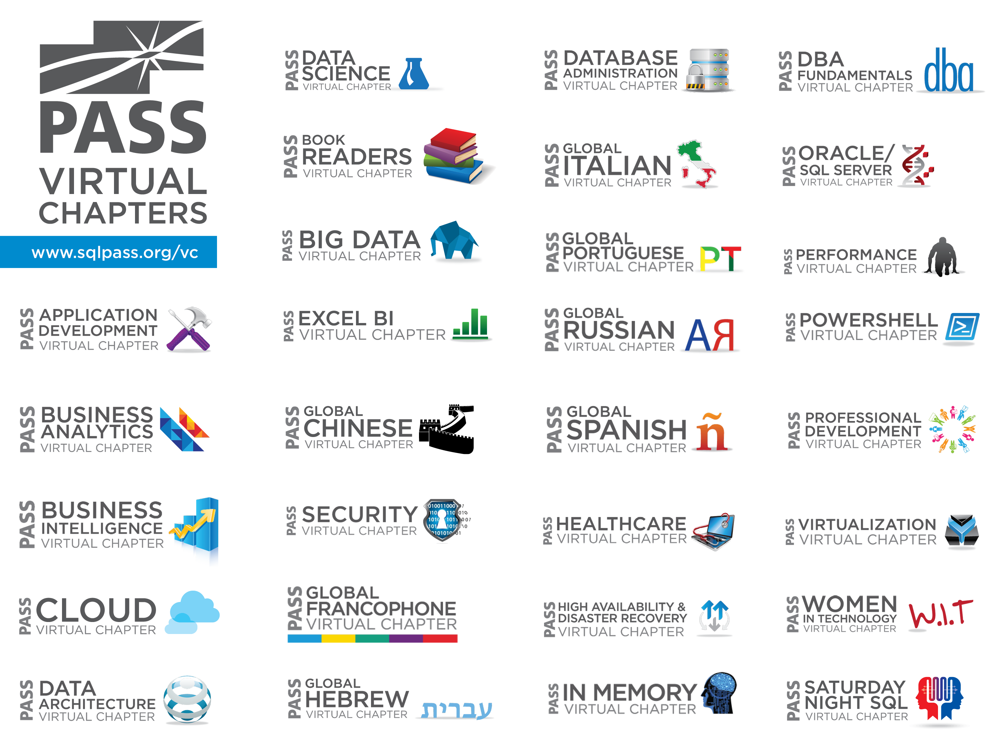 PASS
VIRTUAL
CHAPTERS
www.sqlpass.org/vc
PASS
APPLICATION
DEVELOPMENT
VIRTUAL CHAPTER
PASS
BUSINESS
ANALYTICS
VIRTUAL CHAPTER
PASS
BUSINESS
INTELLIGENCE
VIRTUAL CHAPTER
PASS
CLOUD
VIRTUAL CHAPTER
PASS
DATA
ARCHITECTURE
VIRTUAL CHAPTER
PASS
DATA
SCIENCE
VIRTUAL CHAPTER
PASS
BOOK
READERS
VIRTUAL CHAPTER
PASS
BIG DATA
VIRTUAL CHAPTER
PASS
EXCEL BI
VIRTUAL CHAPTER
PASS
GLOBAL
CHINESE
VIRTUAL CHAPTER
PASS
SECURITY
VIRTUAL CHAPTER
PASS
GLOBAL
FRANCOPHONE
VIRTUAL CHAPTER
PASS
GLOBAL
HEBREW
VIRTUAL CHAPTER
עברית
PASS
DATABASE
ADMINISTRATION
VIRTUAL CHAPTER
PASS
GLOBAL
ITALIAN
VIRTUAL CHAPTER
PASS
GLOBAL
PORTUGUESE
VIRTUAL CHAPTER
PT
PASS
GLOBAL
RUSSIAN
VIRTUAL CHAPTER
АЯ
PASS
GLOBAL
SPANISH
VIRTUAL CHAPTER
ñ
PASS
HEALTHCARE
VIRTUAL CHAPTER
PASS
HIGH AVAILABILITY &
DISASTER RECOVERY
VIRTUAL CHAPTER
PASS
IN MEMORY
VIRTUAL CHAPTER
PASS
DBA
FUNDAMENTALS
VIRTUAL CHAPTER
dba
PASS
ORACLE/
SQL SERVER
VIRTUAL CHAPTER
PASS
PERFORMANCE
VIRTUAL CHAPTER
PASS
POWERSHELL
VIRTUAL CHAPTER
PASS
PROFESSIONAL
DEVELOPMENT
VIRTUAL CHAPTER
PASS
VIRTUALIZATION
VIRTUAL CHAPTER
PASS
WOMEN
IN TECHNOLOGY
VIRTUAL CHAPTER
W.I.T
PASS
SATURDAY
NIGHT SQL
VIRTUAL CHAPTER